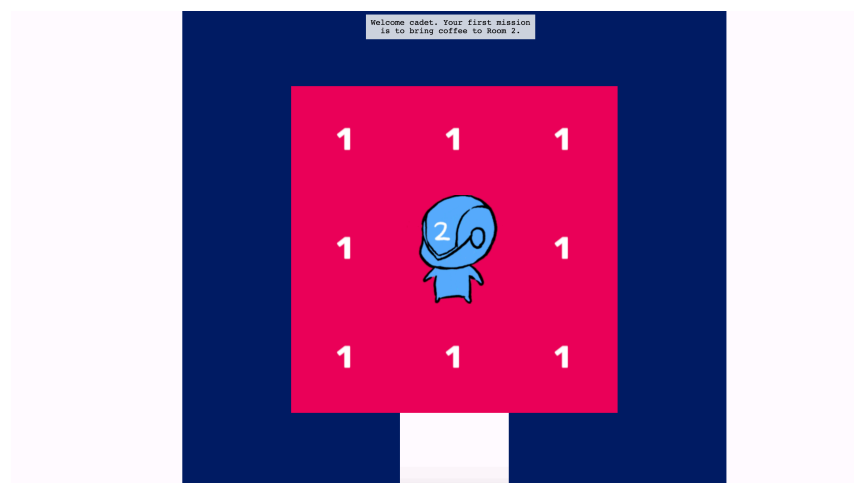 Welcome cadet. Your first mission
is to bring coffee to Room 2.
1 1 1
1 2 1
1 1 1